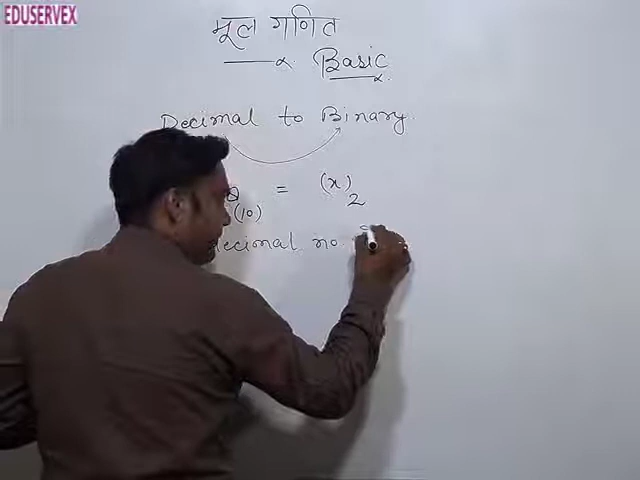 EDUSERVEX
मूल गणित
Basic
Decimal to Binary
(10) = (x)2
decimal no.